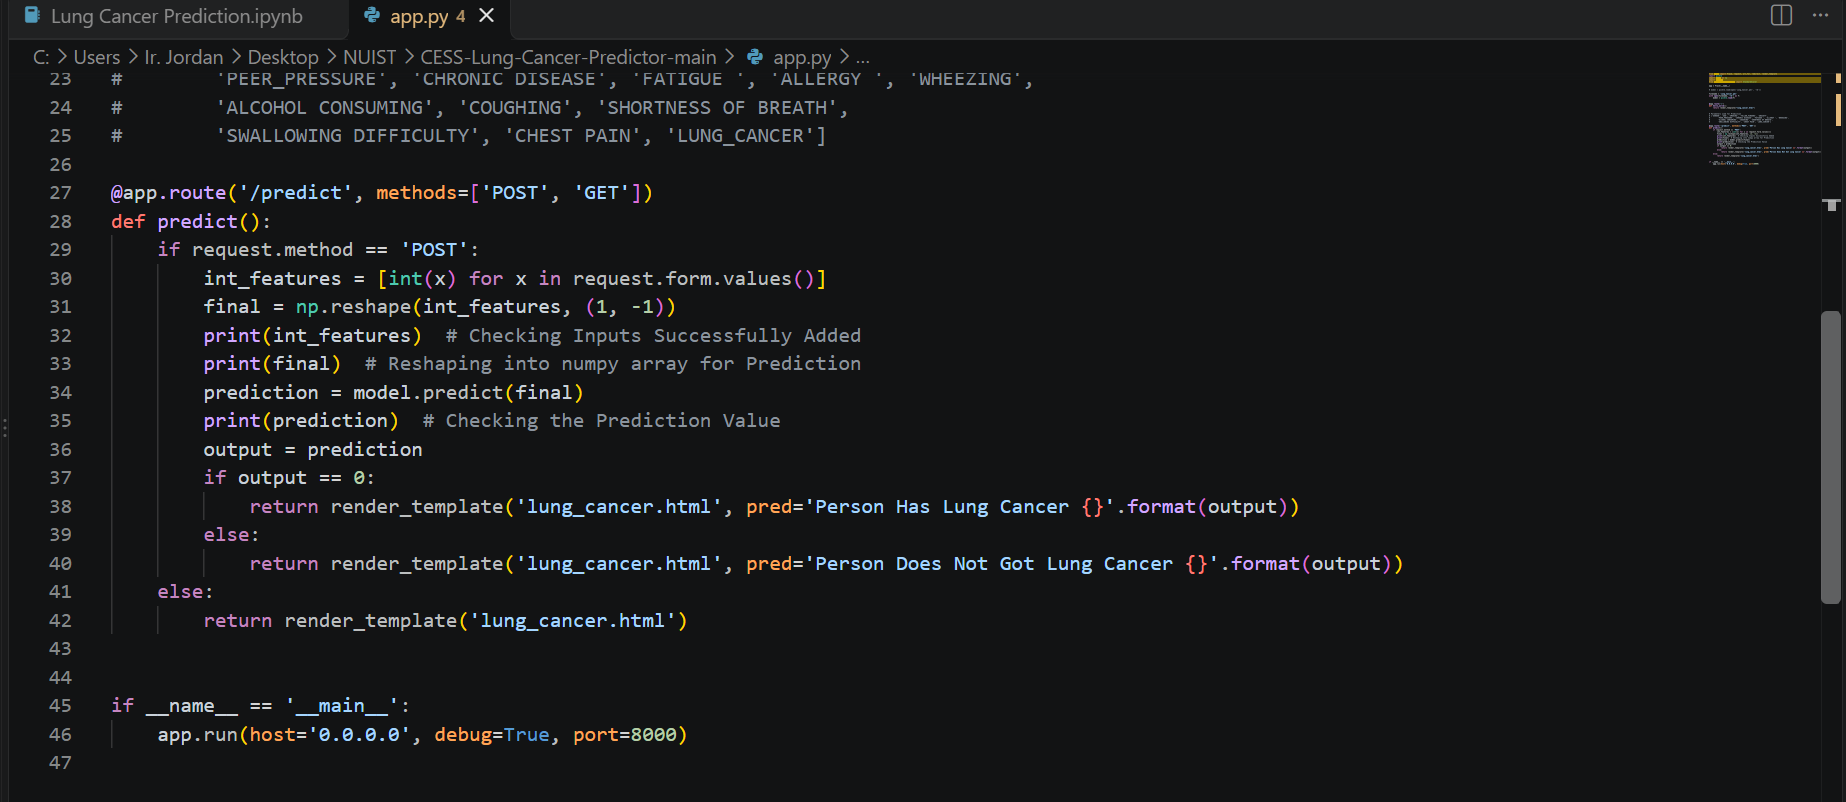 Lung Cancer Prediction.ipynb app.py 4
C: > Users > Ir. Jordan > Desktop > NUIST > CESS-Lung-Cancer-Predictor-main > app.py > ...
23 #        'PEER_PRESSURE', 'CHRONIC DISEASE', 'FATIGUE ', 'ALLERGY ', 'WHEEZING',
24 #        'ALCOHOL CONSUMING', 'COUGHING', 'SHORTNESS OF BREATH',
25 #        'SWALLOWING DIFFICULTY', 'CHEST PAIN', 'LUNG_CANCER']
26
27 @app.route('/predict', methods=['POST', 'GET'])
28 def predict():
29     if request.method == 'POST':
30         int_features = [int(x) for x in request.form.values()]
31         final = np.reshape(int_features, (1, -1))
32         print(int_features)  # Checking Inputs Successfully Added
33         print(final)  # Reshaping into numpy array for Prediction
34         prediction = model.predict(final)
35         print(prediction)  # Checking the Prediction Value
36         output = prediction
37         if output == 0:
38             return render_template('lung_cancer.html', pred='Person Has Lung Cancer {}'.format(output))
39         else:
40             return render_template('lung_cancer.html', pred='Person Does Not Got Lung Cancer {}'.format(output))
41     else:
42         return render_template('lung_cancer.html')
43
44
45 if __name__ == '__main__':
46     app.run(host='0.0.0.0', debug=True, port=8000)
47